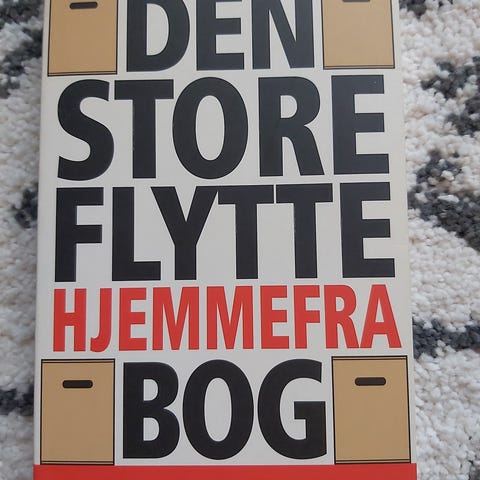 DEN
STORE
FLYTTE
HJEMMEFRA
BOG